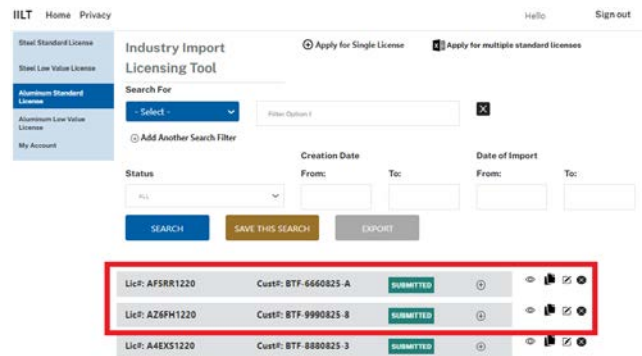 IILT Home Privacy Hello Sign out
Steel Standard License
Steel Low Value License
Aluminum Standard License
Aluminum Low Value License
My Account
Industry Import Licensing Tool
Apply for Single License
Apply for multiple standard licenses
Search For
- Select -
Filter Option 1
Add Another Search Filter
Creation Date
Date of Import
Status
From: To: From: To:
ALL
SEARCH SAVE THIS SEARCH EXPORT
Lic#: AF5RR1220 Cust#: BTF-6660825-A SUBMITTED
Lic#: AZ6FH1220 Cust#: BTF-9990825-8 SUBMITTED
Lic#: A4EXS1220 Cust#: BTF-8880825-3 SUBMITTED